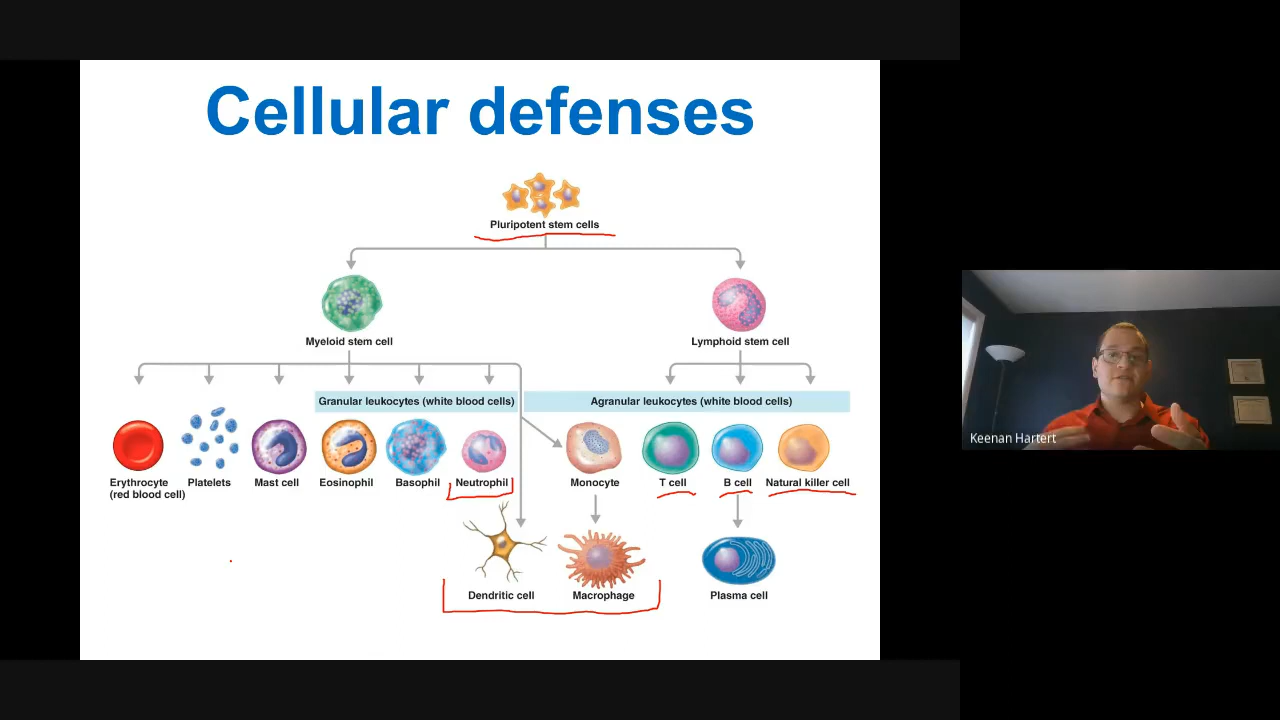 Cellular defenses
Pluripotent stem cells
Myeloid stem cell
Lymphoid stem cell
Granular leukocytes (white blood cells)
Agranular leukocytes (white blood cells)
Erythrocyte
(red blood cell)
Platelets
Mast cell
Eosinophil
Basophil
Neutrophil
Monocyte
T cell
B cell
Natural killer cell
Dendritic cell
Macrophage
Plasma cell
Keenan Hartert